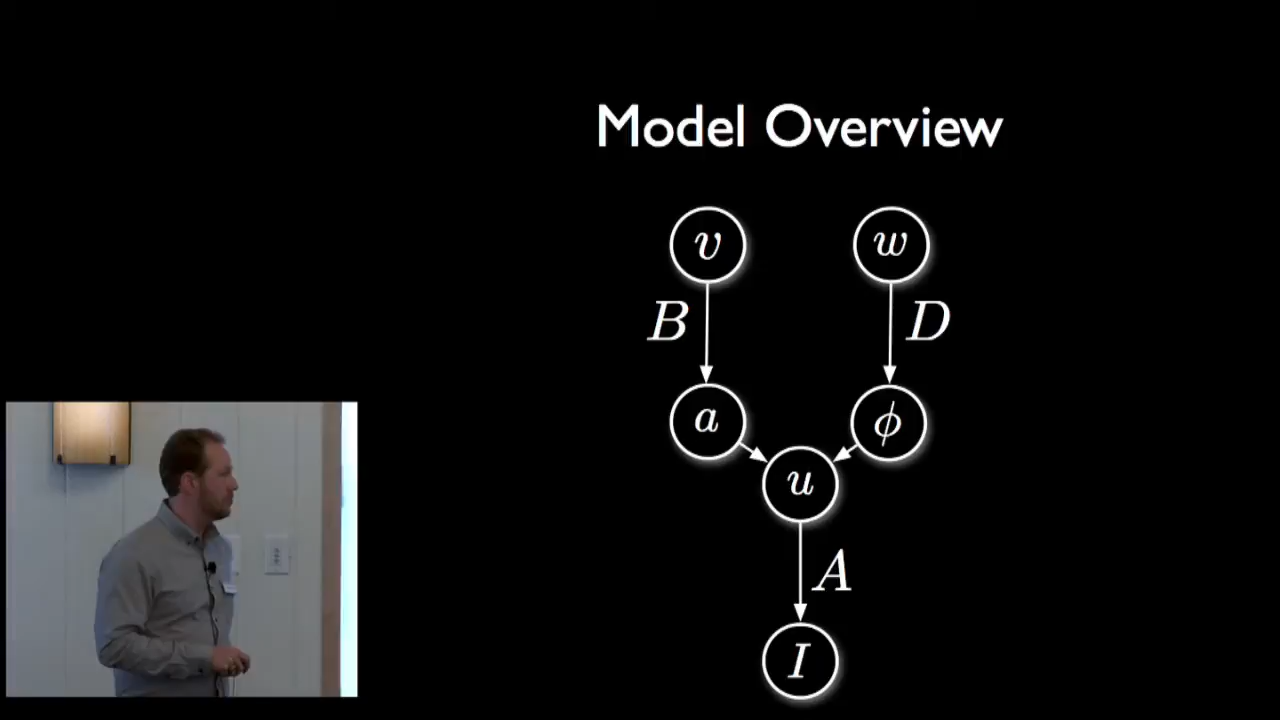 Model Overview
v w
B D
a ϕ
u
A
I